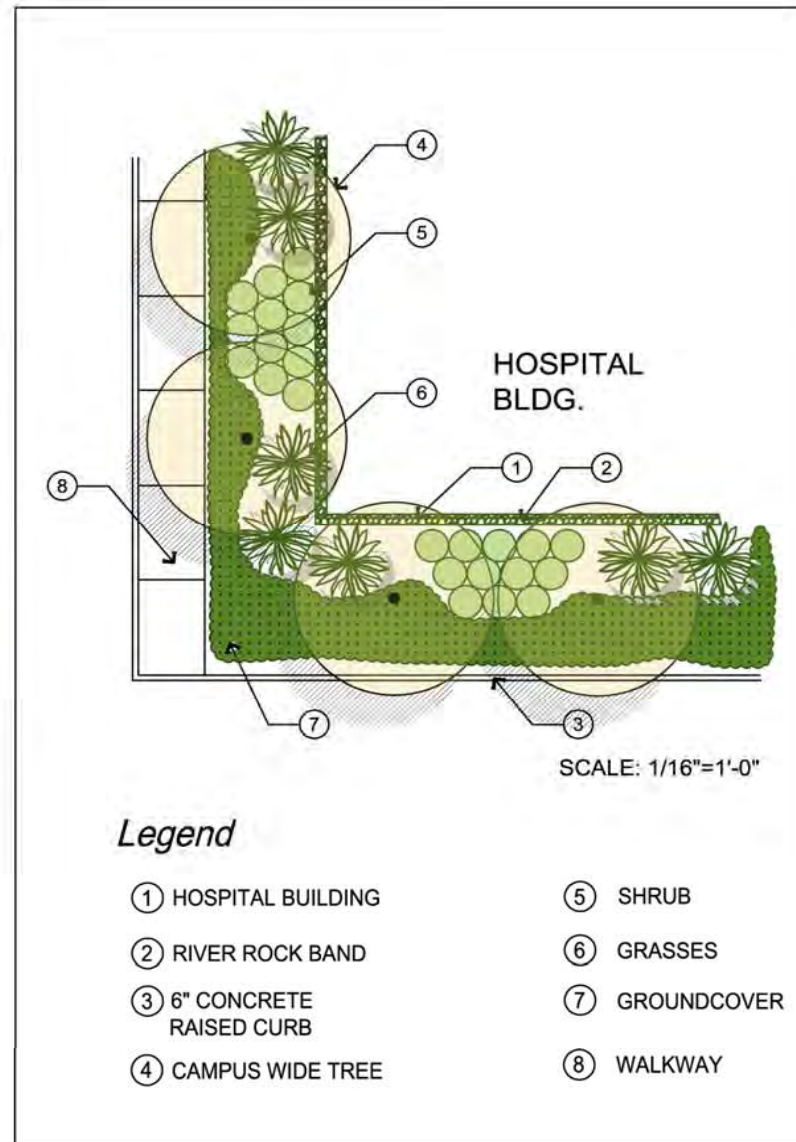 4
5
HOSPITAL
BLDG.
6
1
2
8
7
3
SCALE: 1/16"=1'-0"
Legend
1 HOSPITAL BUILDING
2 RIVER ROCK BAND
3 6" CONCRETE
RAISED CURB
4 CAMPUS WIDE TREE
5 SHRUB
6 GRASSES
7 GROUNDCOVER
8 WALKWAY